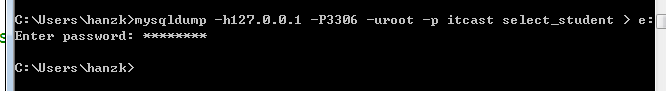 C:\Users\hanzk>mysqldump -h127.0.0.1 -P3306 -uroot -p itcast select_student > e:
Enter password: ********
C:\Users\hanzk>